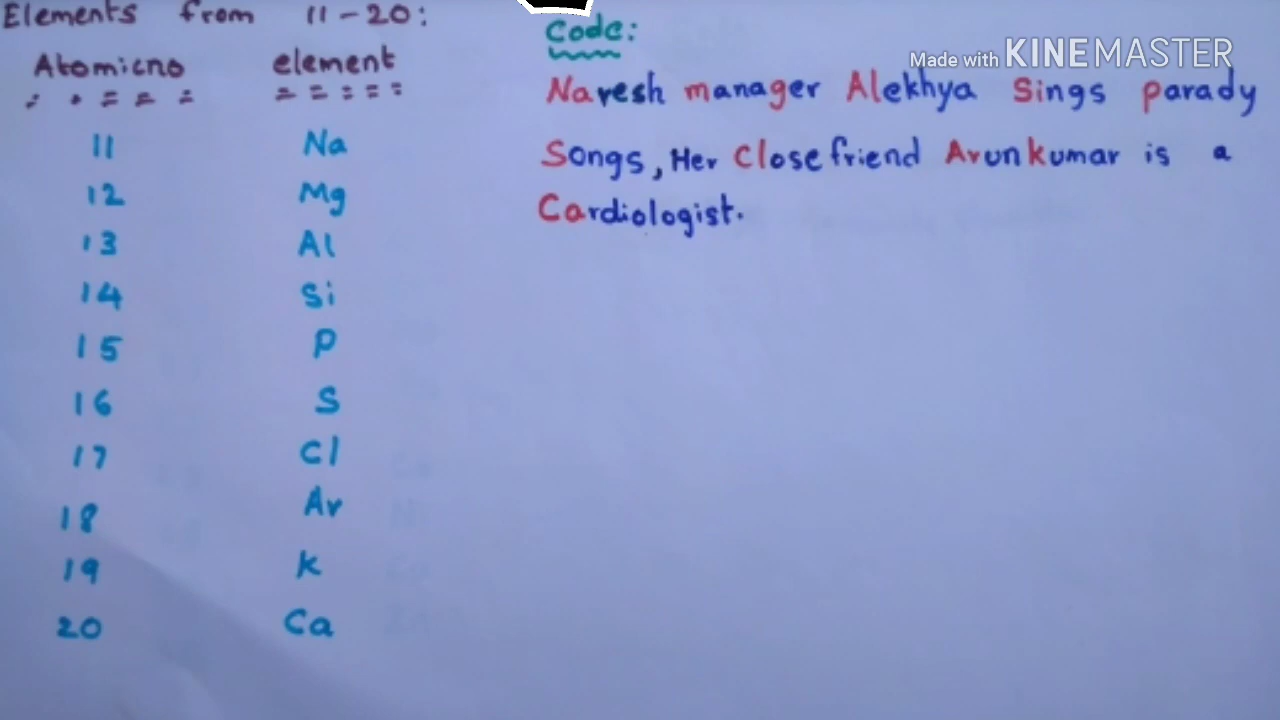 Elements from 11-20:
Atomicno element
11 Na
12 Mg
13 Al
14 Si
15 P
16 S
17 Cl
18 Ar
19 K
20 Ca
Code:
Made with KINEMASTER
Naresh manager Alekhya Sings parady
Songs, Her Close friend Arunkumar is a
Cardiologist.